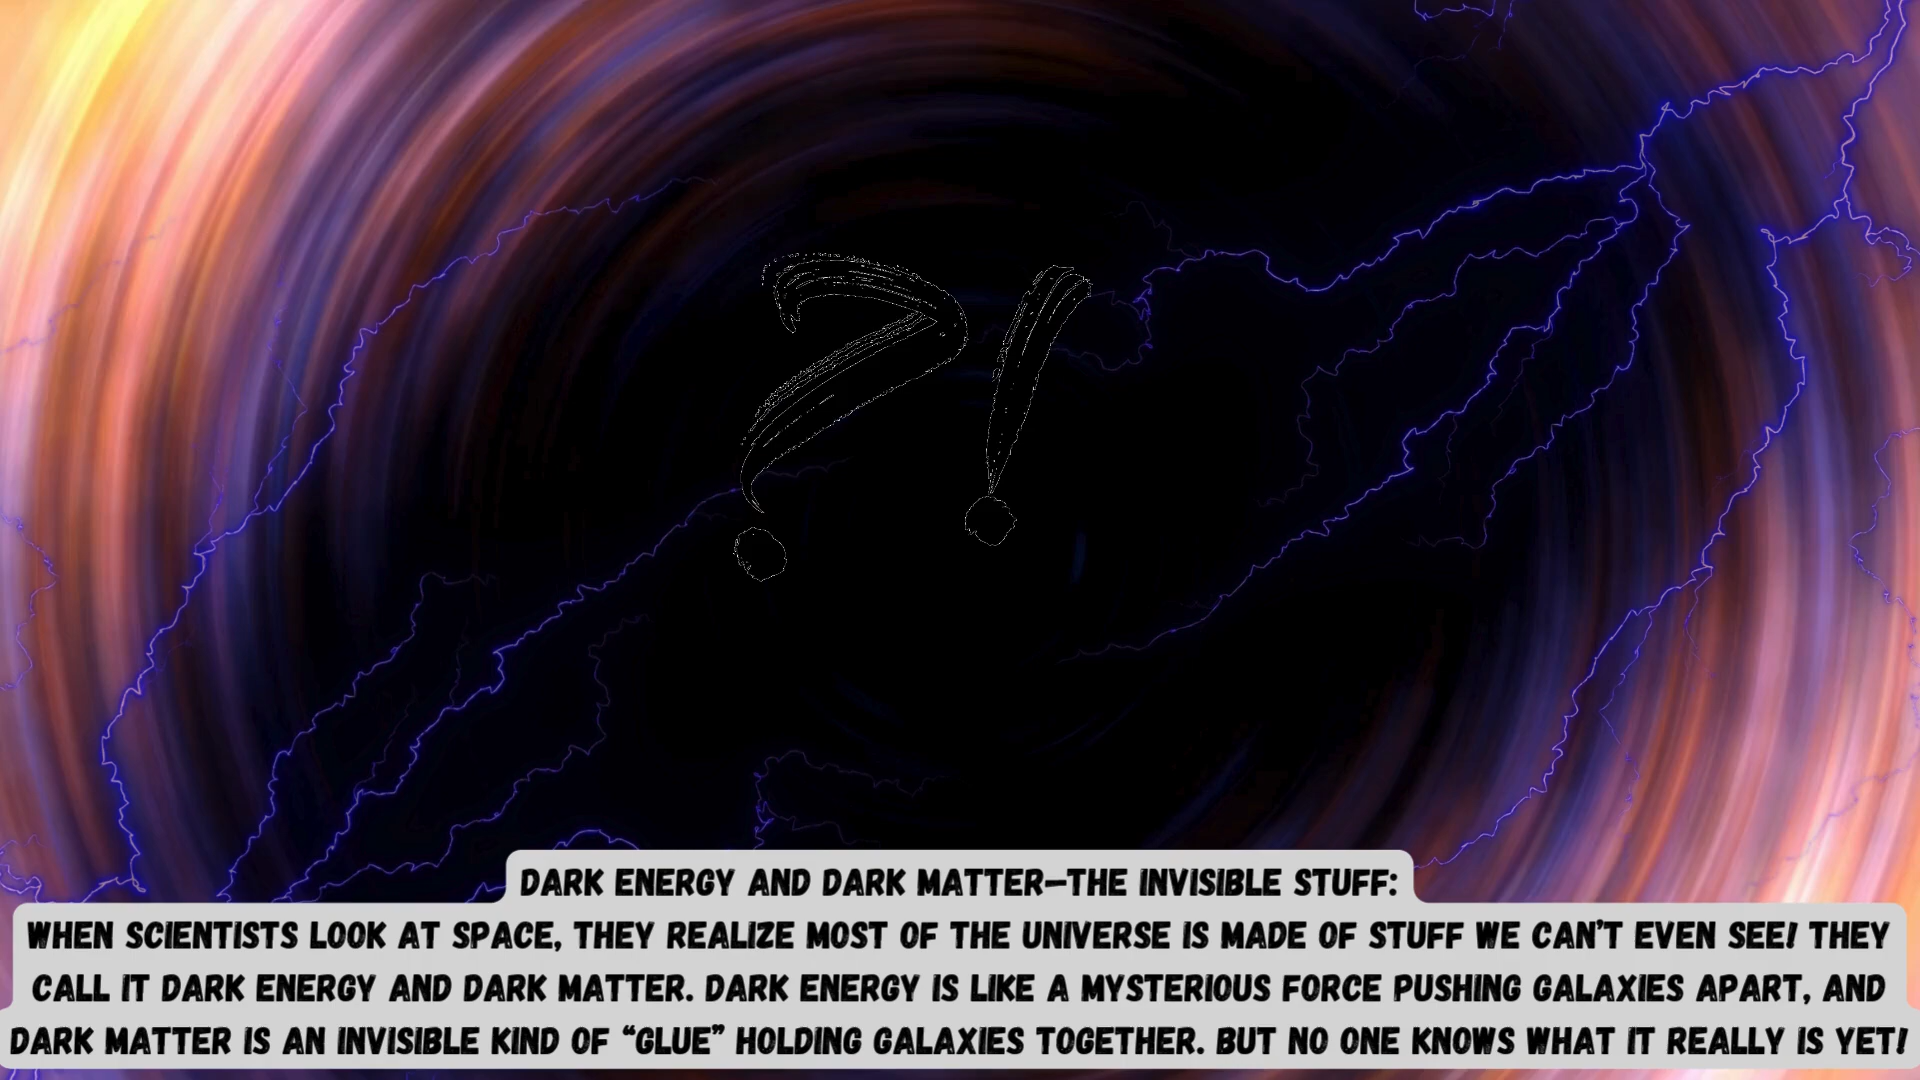 ?!
DARK ENERGY AND DARK MATTER—THE INVISIBLE STUFF:
WHEN SCIENTISTS LOOK AT SPACE, THEY REALIZE MOST OF THE UNIVERSE IS MADE OF STUFF WE CAN’T EVEN SEE! THEY
CALL IT DARK ENERGY AND DARK MATTER. DARK ENERGY IS LIKE A MYSTERIOUS FORCE PUSHING GALAXIES APART, AND
DARK MATTER IS AN INVISIBLE KIND OF “GLUE” HOLDING GALAXIES TOGETHER. BUT NO ONE KNOWS WHAT IT REALLY IS YET!